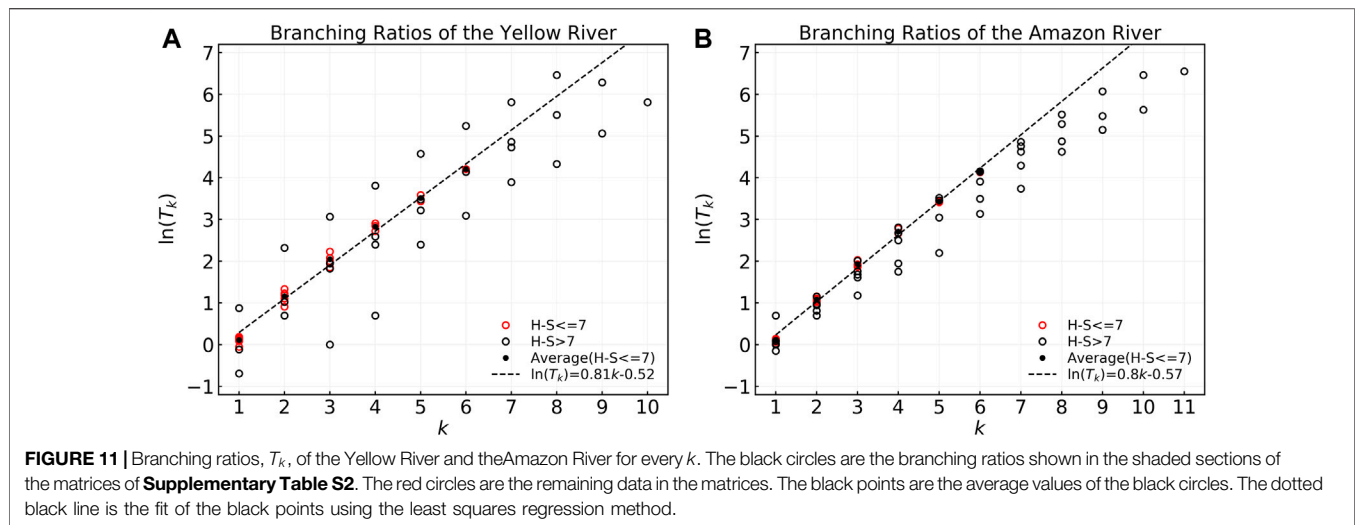 A
Branching Ratios of the Yellow River
7
6
5
4
3
2
1
0
−1
ln(Tk)
H-S<=7
H-S>7
Average(H-S<=7)
ln(Tk)=0.81k-0.52
1 2 3 4 5 6 7 8 9 10
k
B
Branching Ratios of the Amazon River
7
6
5
4
3
2
1
0
−1
ln(Tk)
H-S<=7
H-S>7
Average(H-S<=7)
ln(Tk)=0.8k-0.57
1 2 3 4 5 6 7 8 9 10 11
k
FIGURE 11 | Branching ratios, Tk, of the Yellow River and theAmazon River for every k. The black circles are the branching ratios shown in the shaded sections of
the matrices of Supplementary Table S2. The red circles are the remaining data in the matrices. The black points are the average values of the black circles. The dotted
black line is the fit of the black points using the least squares regression method.